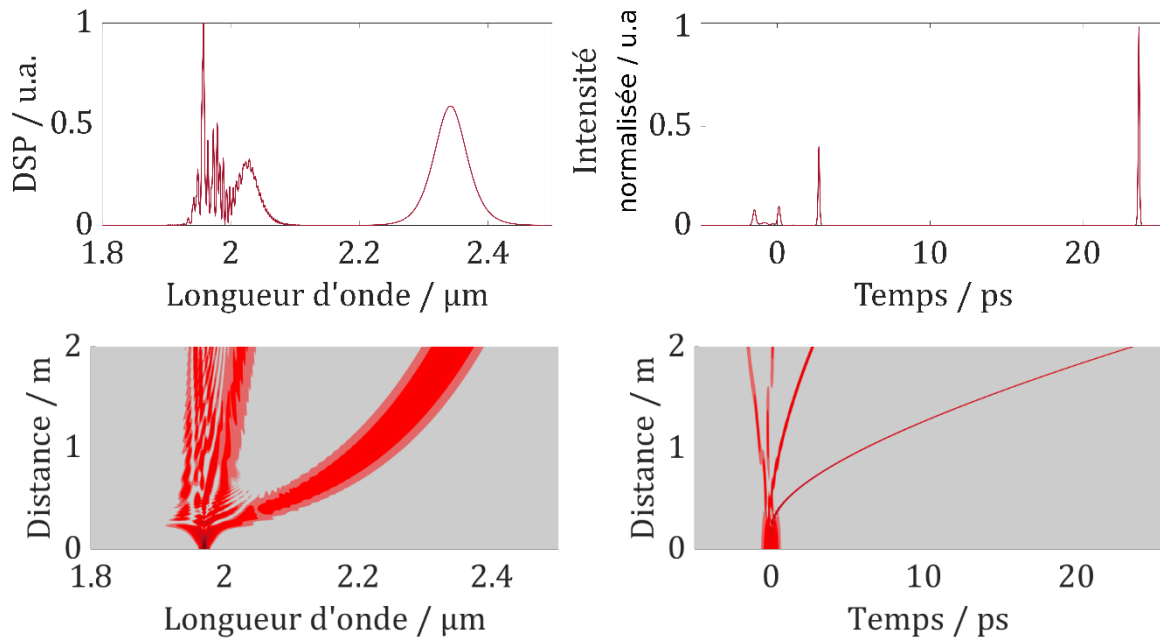 DSP / u.a.
1
0.5
0
1.8
2
2.2
2.4
Longueur d'onde / µm
Intensité
normalisée / u.a
1
0.5
0
0
10
20
Temps / ps
Distance / m
2
1
0
1.8
2
2.2
2.4
Longueur d'onde / µm
Distance / m
2
1
0
0
10
20
Temps / ps